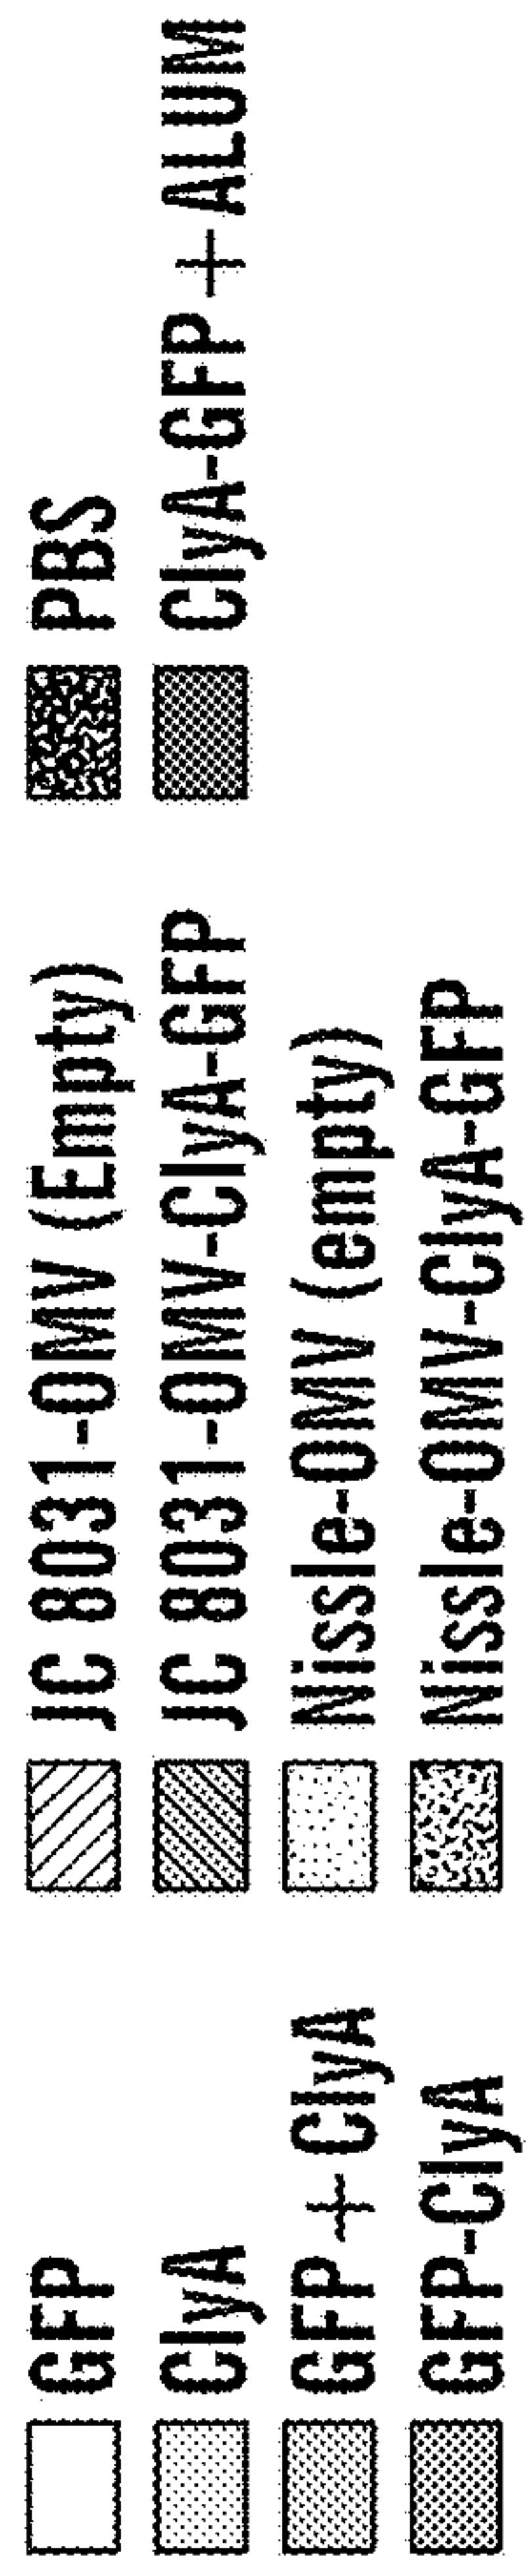 GFP
ClyA
GFP + ClyA
GFP-ClyA
JC 8031-OMV (Empty)
JC 8031-OMV-ClyA-GFP
Nissle-OMV (empty)
Nissle-OMV-ClyA-GFP
PBS
ClyA-GFP + ALUM